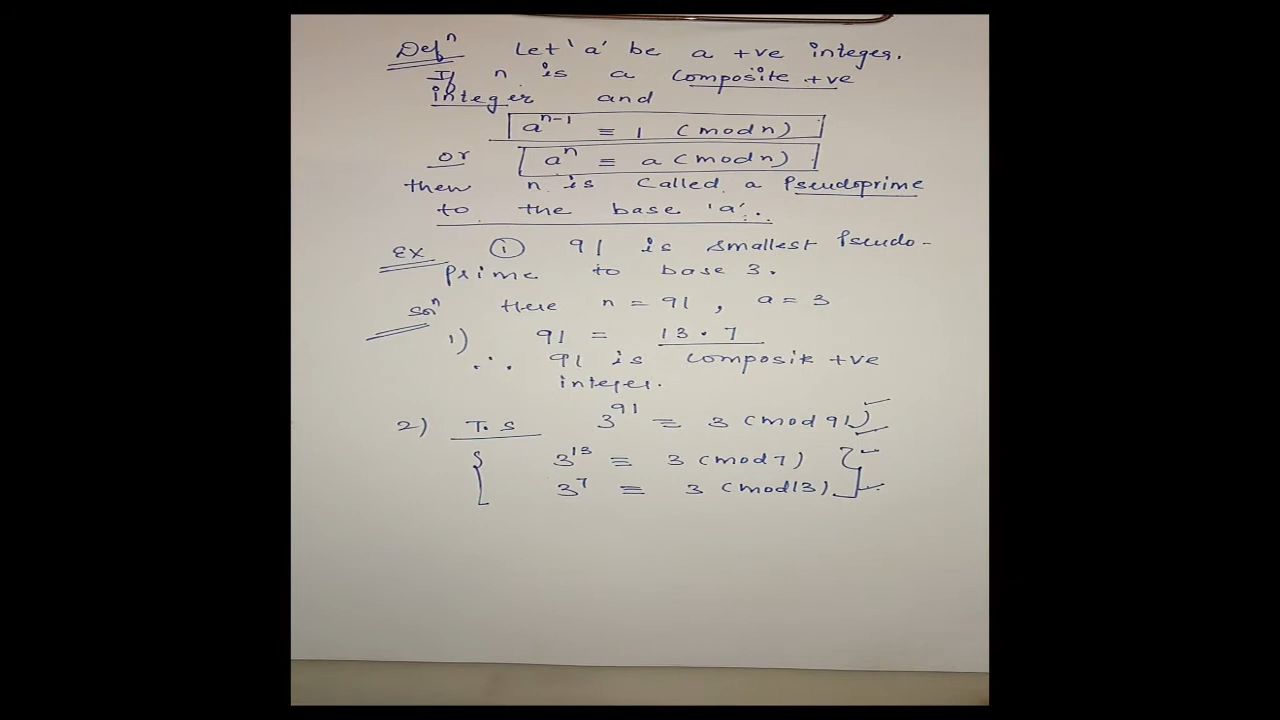 Defⁿ Let 'a' be a +ve integer.
If n is a composite +ve
integer and
a^{n-1} ≡ 1 (mod n)
or a^n ≡ a (mod n)
then n is called a Pseudoprime
to the base 'a'.
Ex ① 91 is smallest Pseudo-
prime to base 3.
Solⁿ Here n = 91, a = 3
1) 91 = 13 · 7
∴ 91 is composite +ve
integer.
2) T.S 3^{91} ≡ 3 (mod 91)
3^{13} ≡ 3 (mod 7)
3^7 ≡ 3 (mod 13)